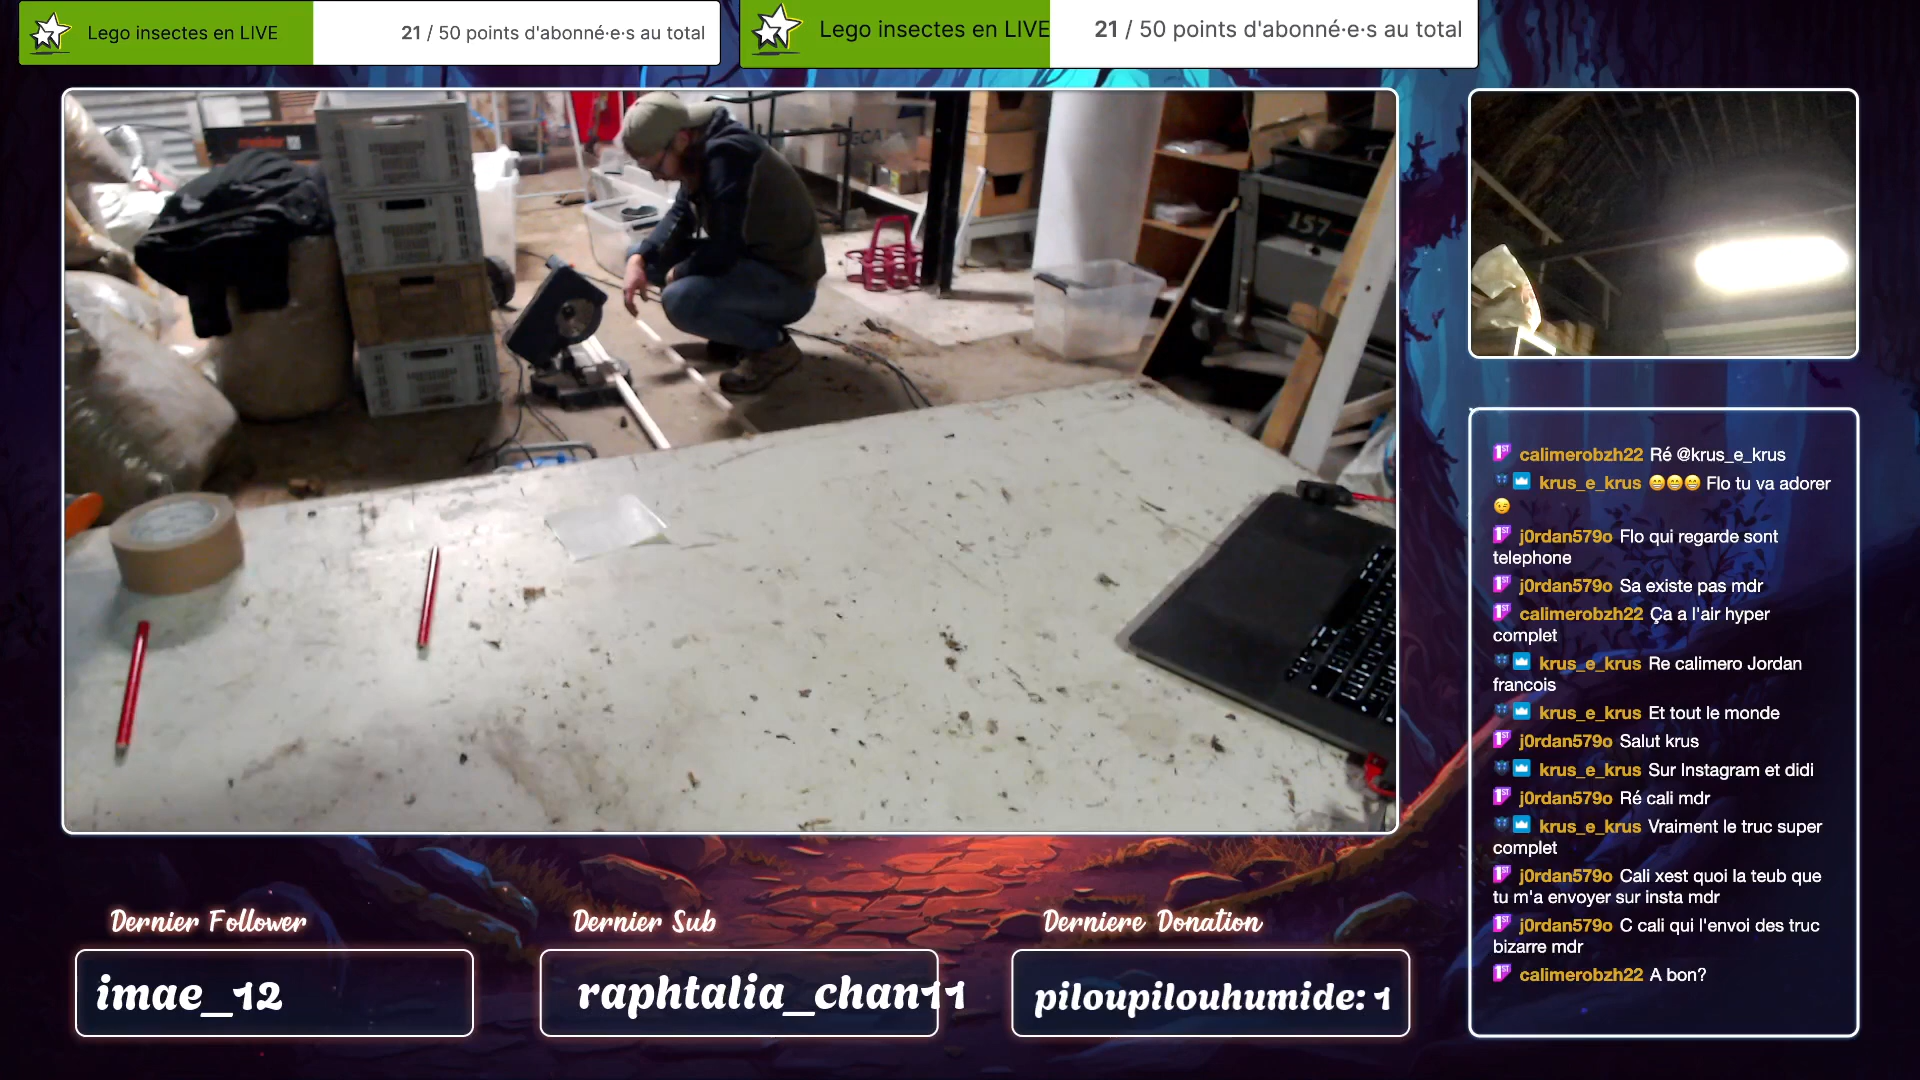 Lego insectes en LIVE
21 / 50 points d'abonné·e·s au total
Lego insectes en LIVE
21 / 50 points d'abonné·e·s au total
157
calimerobzh22 Ré @krus_e_krus
krus_e_krus 😁😁😁 Flo tu va adorer
😉
j0rdan579o Flo qui regarde sont
telephone
j0rdan579o Sa existe pas mdr
calimerobzh22 Ça a l'air hyper
complet
krus_e_krus Re calimero Jordan
francois
krus_e_krus Et tout le monde
j0rdan579o Salut krus
krus_e_krus Sur Instagram et didi
j0rdan579o Ré cali mdr
krus_e_krus Vraiment le truc super
complet
j0rdan579o Cali xest quoi la teub que
tu m'a envoyer sur insta mdr
j0rdan579o C cali qui l'envoi des truc
bizarre mdr
calimerobzh22 A bon?
Dernier Follower
imae_12
Dernier Sub
raphtalia_chan11
Derniere Donation
piloupilouhumide: 1